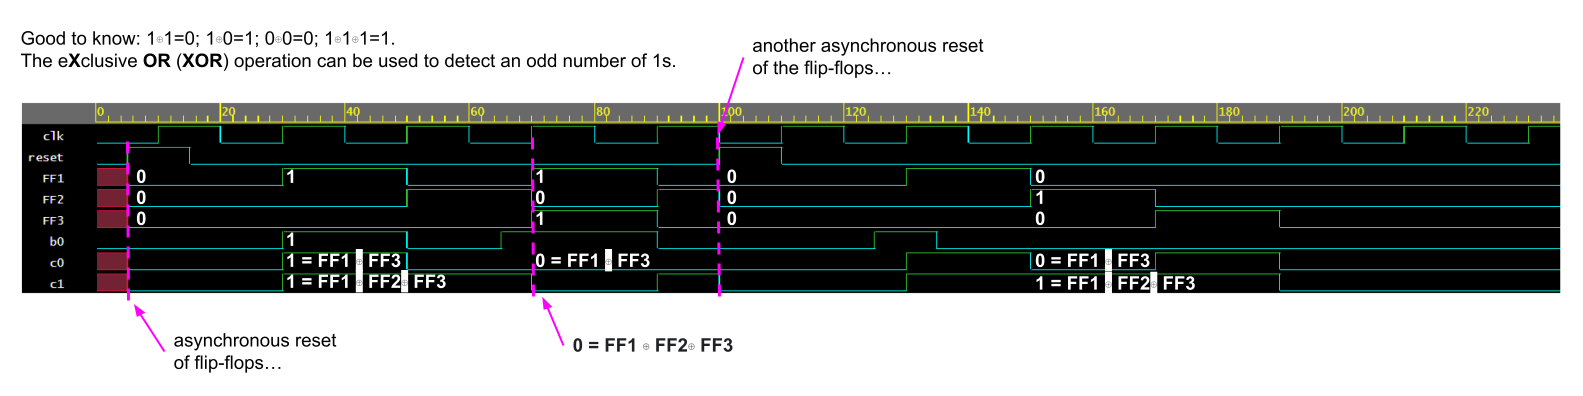 Good to know: 1⊕1=0; 1⊕0=1; 0⊕0=0; 1⊕1⊕1=1.
The eXclusive OR (XOR) operation can be used to detect an odd number of 1s.
another asynchronous reset
of the flip-flops…
0 20 40 60 80 100 120 140 160 180 200 220
clk
reset
FF1 0 1 1 0 0
FF2 0 0 0 1
FF3 0 1 0 0
b0 1
c0 1 = FF1 ⊕ FF3 0 = FF1 ⊕ FF3 0 = FF1 ⊕ FF3
c1 1 = FF1 ⊕ FF2 ⊕ FF3 1 = FF1 ⊕ FF2 ⊕ FF3
asynchronous reset
of flip-flops…
0 = FF1 ⊕ FF2⊕ FF3